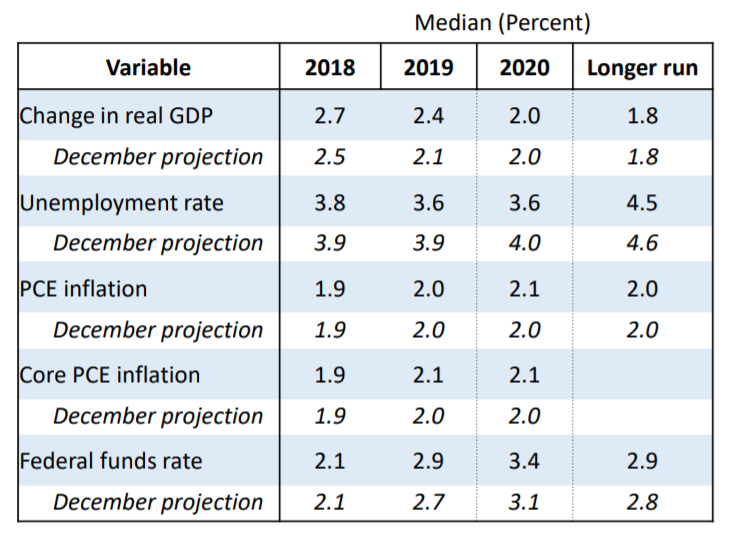 Median (Percent)
Variable 2018 2019 2020 Longer run
Change in real GDP 2.7 2.4 2.0 1.8
December projection 2.5 2.1 2.0 1.8
Unemployment rate 3.8 3.6 3.6 4.5
December projection 3.9 3.9 4.0 4.6
PCE inflation 1.9 2.0 2.1 2.0
December projection 1.9 2.0 2.0 2.0
Core PCE inflation 1.9 2.1 2.1
December projection 1.9 2.0 2.0
Federal funds rate 2.1 2.9 3.4 2.9
December projection 2.1 2.7 3.1 2.8